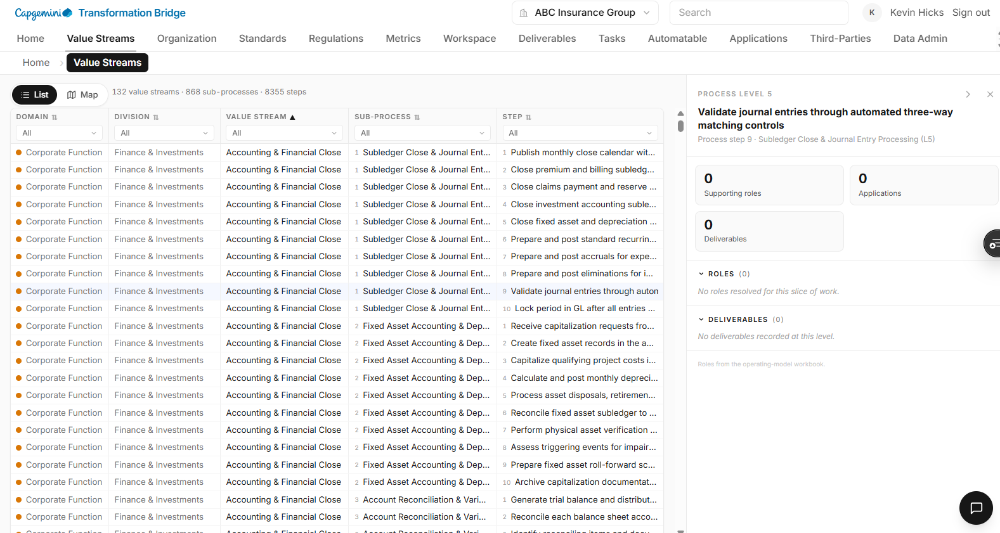 Capgemini Transformation Bridge
ABC Insurance Group
Search
K Kevin Hicks Sign out
Home Value Streams Organization Standards Regulations Metrics Workspace Deliverables Tasks Automatable Applications Third-Parties Data Admin
Home Value Streams
List Map 132 value streams · 868 sub-processes · 8355 steps
DOMAIN DIVISION VALUE STREAM SUB-PROCESS STEP
All All All All All
Corporate Function Finance & Investments Accounting & Financial Close 1 Subledger Close & Journal Ent... 1 Publish monthly close calendar wit...
Corporate Function Finance & Investments Accounting & Financial Close 1 Subledger Close & Journal Ent... 2 Close premium and billing subledg...
Corporate Function Finance & Investments Accounting & Financial Close 1 Subledger Close & Journal Ent... 3 Close claims payment and reserve ...
Corporate Function Finance & Investments Accounting & Financial Close 1 Subledger Close & Journal Ent... 4 Close investment accounting suble...
Corporate Function Finance & Investments Accounting & Financial Close 1 Subledger Close & Journal Ent... 5 Close fixed asset and depreciation ...
Corporate Function Finance & Investments Accounting & Financial Close 1 Subledger Close & Journal Ent... 6 Prepare and post standard recurrin...
Corporate Function Finance & Investments Accounting & Financial Close 1 Subledger Close & Journal Ent... 7 Prepare and post accruals for expe...
Corporate Function Finance & Investments Accounting & Financial Close 1 Subledger Close & Journal Ent... 8 Prepare and post eliminations for i...
Corporate Function Finance & Investments Accounting & Financial Close 1 Subledger Close & Journal Ent... 9 Validate journal entries through autom
Corporate Function Finance & Investments Accounting & Financial Close 1 Subledger Close & Journal Ent... 10 Lock period in GL after all entries ...
Corporate Function Finance & Investments Accounting & Financial Close 2 Fixed Asset Accounting & Dep... 1 Receive capitalization requests fro...
Corporate Function Finance & Investments Accounting & Financial Close 2 Fixed Asset Accounting & Dep... 2 Create fixed asset records in the a...
Corporate Function Finance & Investments Accounting & Financial Close 2 Fixed Asset Accounting & Dep... 3 Capitalize qualifying project costs i...
Corporate Function Finance & Investments Accounting & Financial Close 2 Fixed Asset Accounting & Dep... 4 Calculate and post monthly depreci...
Corporate Function Finance & Investments Accounting & Financial Close 2 Fixed Asset Accounting & Dep... 5 Process asset disposals, retiremen...
Corporate Function Finance & Investments Accounting & Financial Close 2 Fixed Asset Accounting & Dep... 6 Reconcile fixed asset subledger to ...
Corporate Function Finance & Investments Accounting & Financial Close 2 Fixed Asset Accounting & Dep... 7 Perform physical asset verification ...
Corporate Function Finance & Investments Accounting & Financial Close 2 Fixed Asset Accounting & Dep... 8 Assess triggering events for impair...
Corporate Function Finance & Investments Accounting & Financial Close 2 Fixed Asset Accounting & Dep... 9 Prepare fixed asset roll-forward sc...
Corporate Function Finance & Investments Accounting & Financial Close 2 Fixed Asset Accounting & Dep... 10 Archive capitalization documentat...
Corporate Function Finance & Investments Accounting & Financial Close 3 Account Reconciliation & Vari... 1 Generate trial balance and distribut...
Corporate Function Finance & Investments Accounting & Financial Close 3 Account Reconciliation & Vari... 2 Reconcile each balance sheet acco...
PROCESS LEVEL 5
Validate journal entries through automated three-way
matching controls
Process step 9 · Subledger Close & Journal Entry Processing (L5)
0 Supporting roles
0 Applications
0 Deliverables
ROLES (0)
No roles resolved for this slice of work.
DELIVERABLES (0)
No deliverables recorded at this level.
Roles from the operating-model workbook.